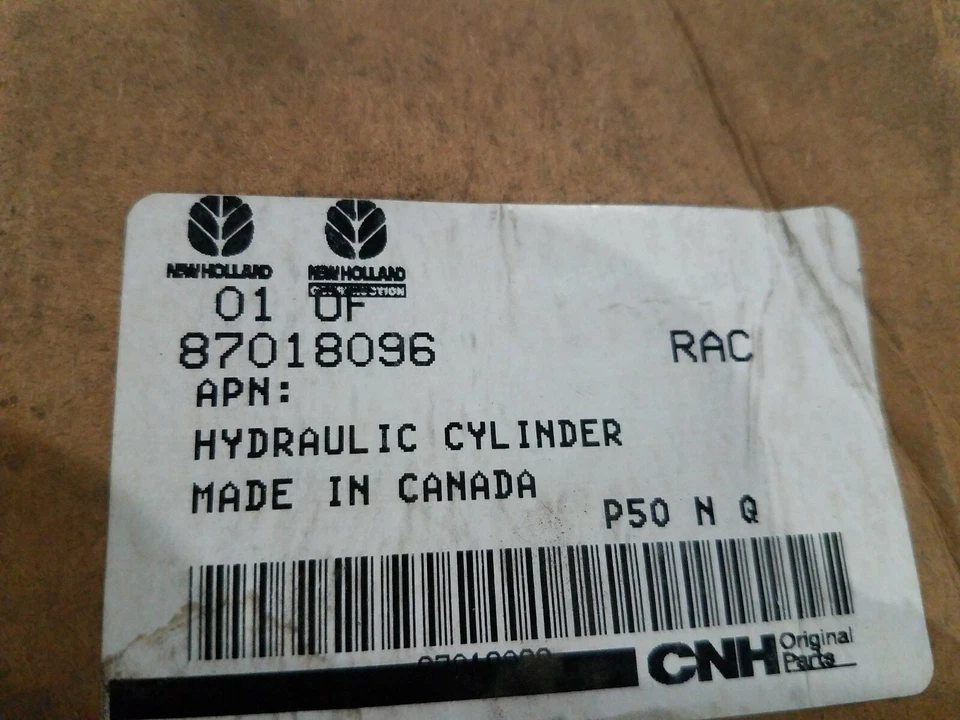 NEW HOLLAND NEW HOLLAND
CONSTRUCTION
01 OF
87018096 RAC
APN:
HYDRAULIC CYLINDER
MADE IN CANADA
P50 N Q
CNH Original
Parts